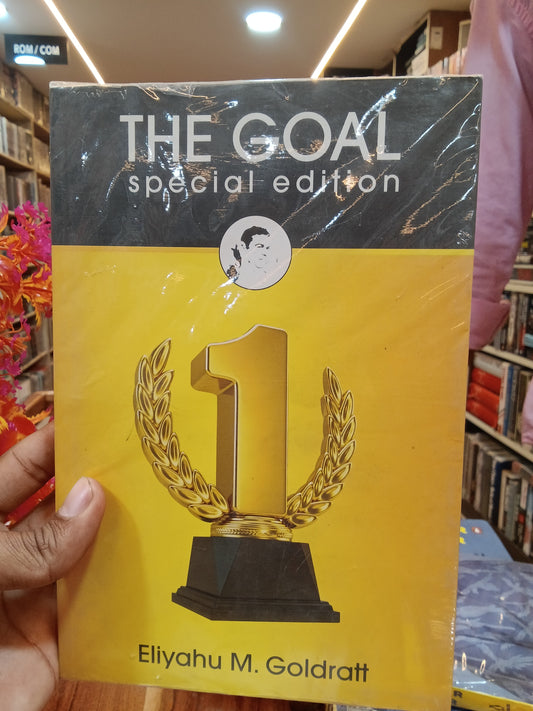 ROM/COM
THE GOAL
special edition
1
Eliyahu M. Goldratt